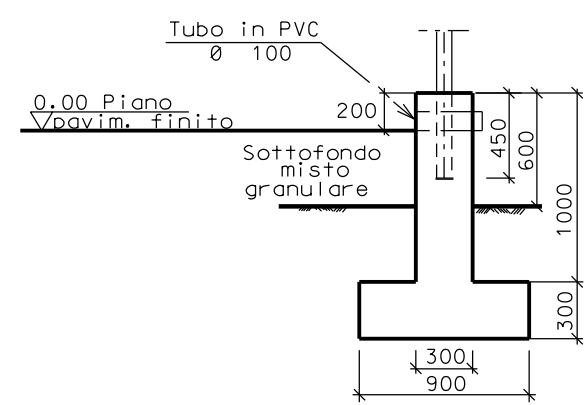 Tubo in PVC
Ø 100
0.00 Piano
pavim. finito
200
450
600
1000
Sottofondo
misto
granulare
300
300
900